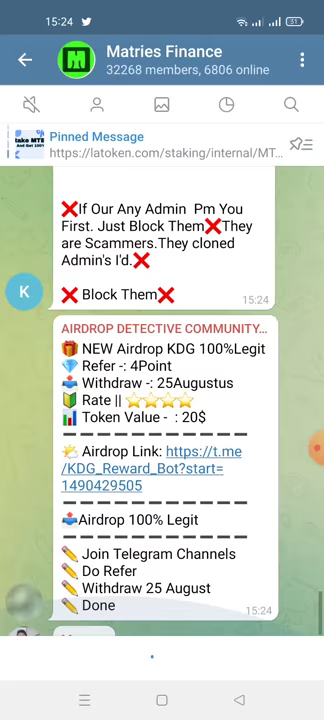 15:24
51
Matries Finance
32268 members, 6806 online
Pinned Message
https://latoken.com/staking/internal/MT...
❌If Our Any Admin Pm You
First. Just Block Them❌They
are Scammers.They cloned
Admin's I'd.❌
❌ Block Them❌
15:24
K
AIRDROP DETECTIVE COMMUNITY...
🎁 NEW Airdrop KDG 100%Legit
💎 Refer -: 4Point
📤 Withdraw -: 25Augustus
🔰 Rate || ⭐⭐⭐⭐
📊 Token Value - : 20$
— — — — — — — — — — —
🌤 Airdrop Link: https://t.me
/KDG_Reward_Bot?start=
1490429505
— — — — — — — — — — —
📤Airdrop 100% Legit
— — — — — — — — — — —
✏️ Join Telegram Channels
✏️ Do Refer
✏️ Withdraw 25 August
✏️ Done
15:24